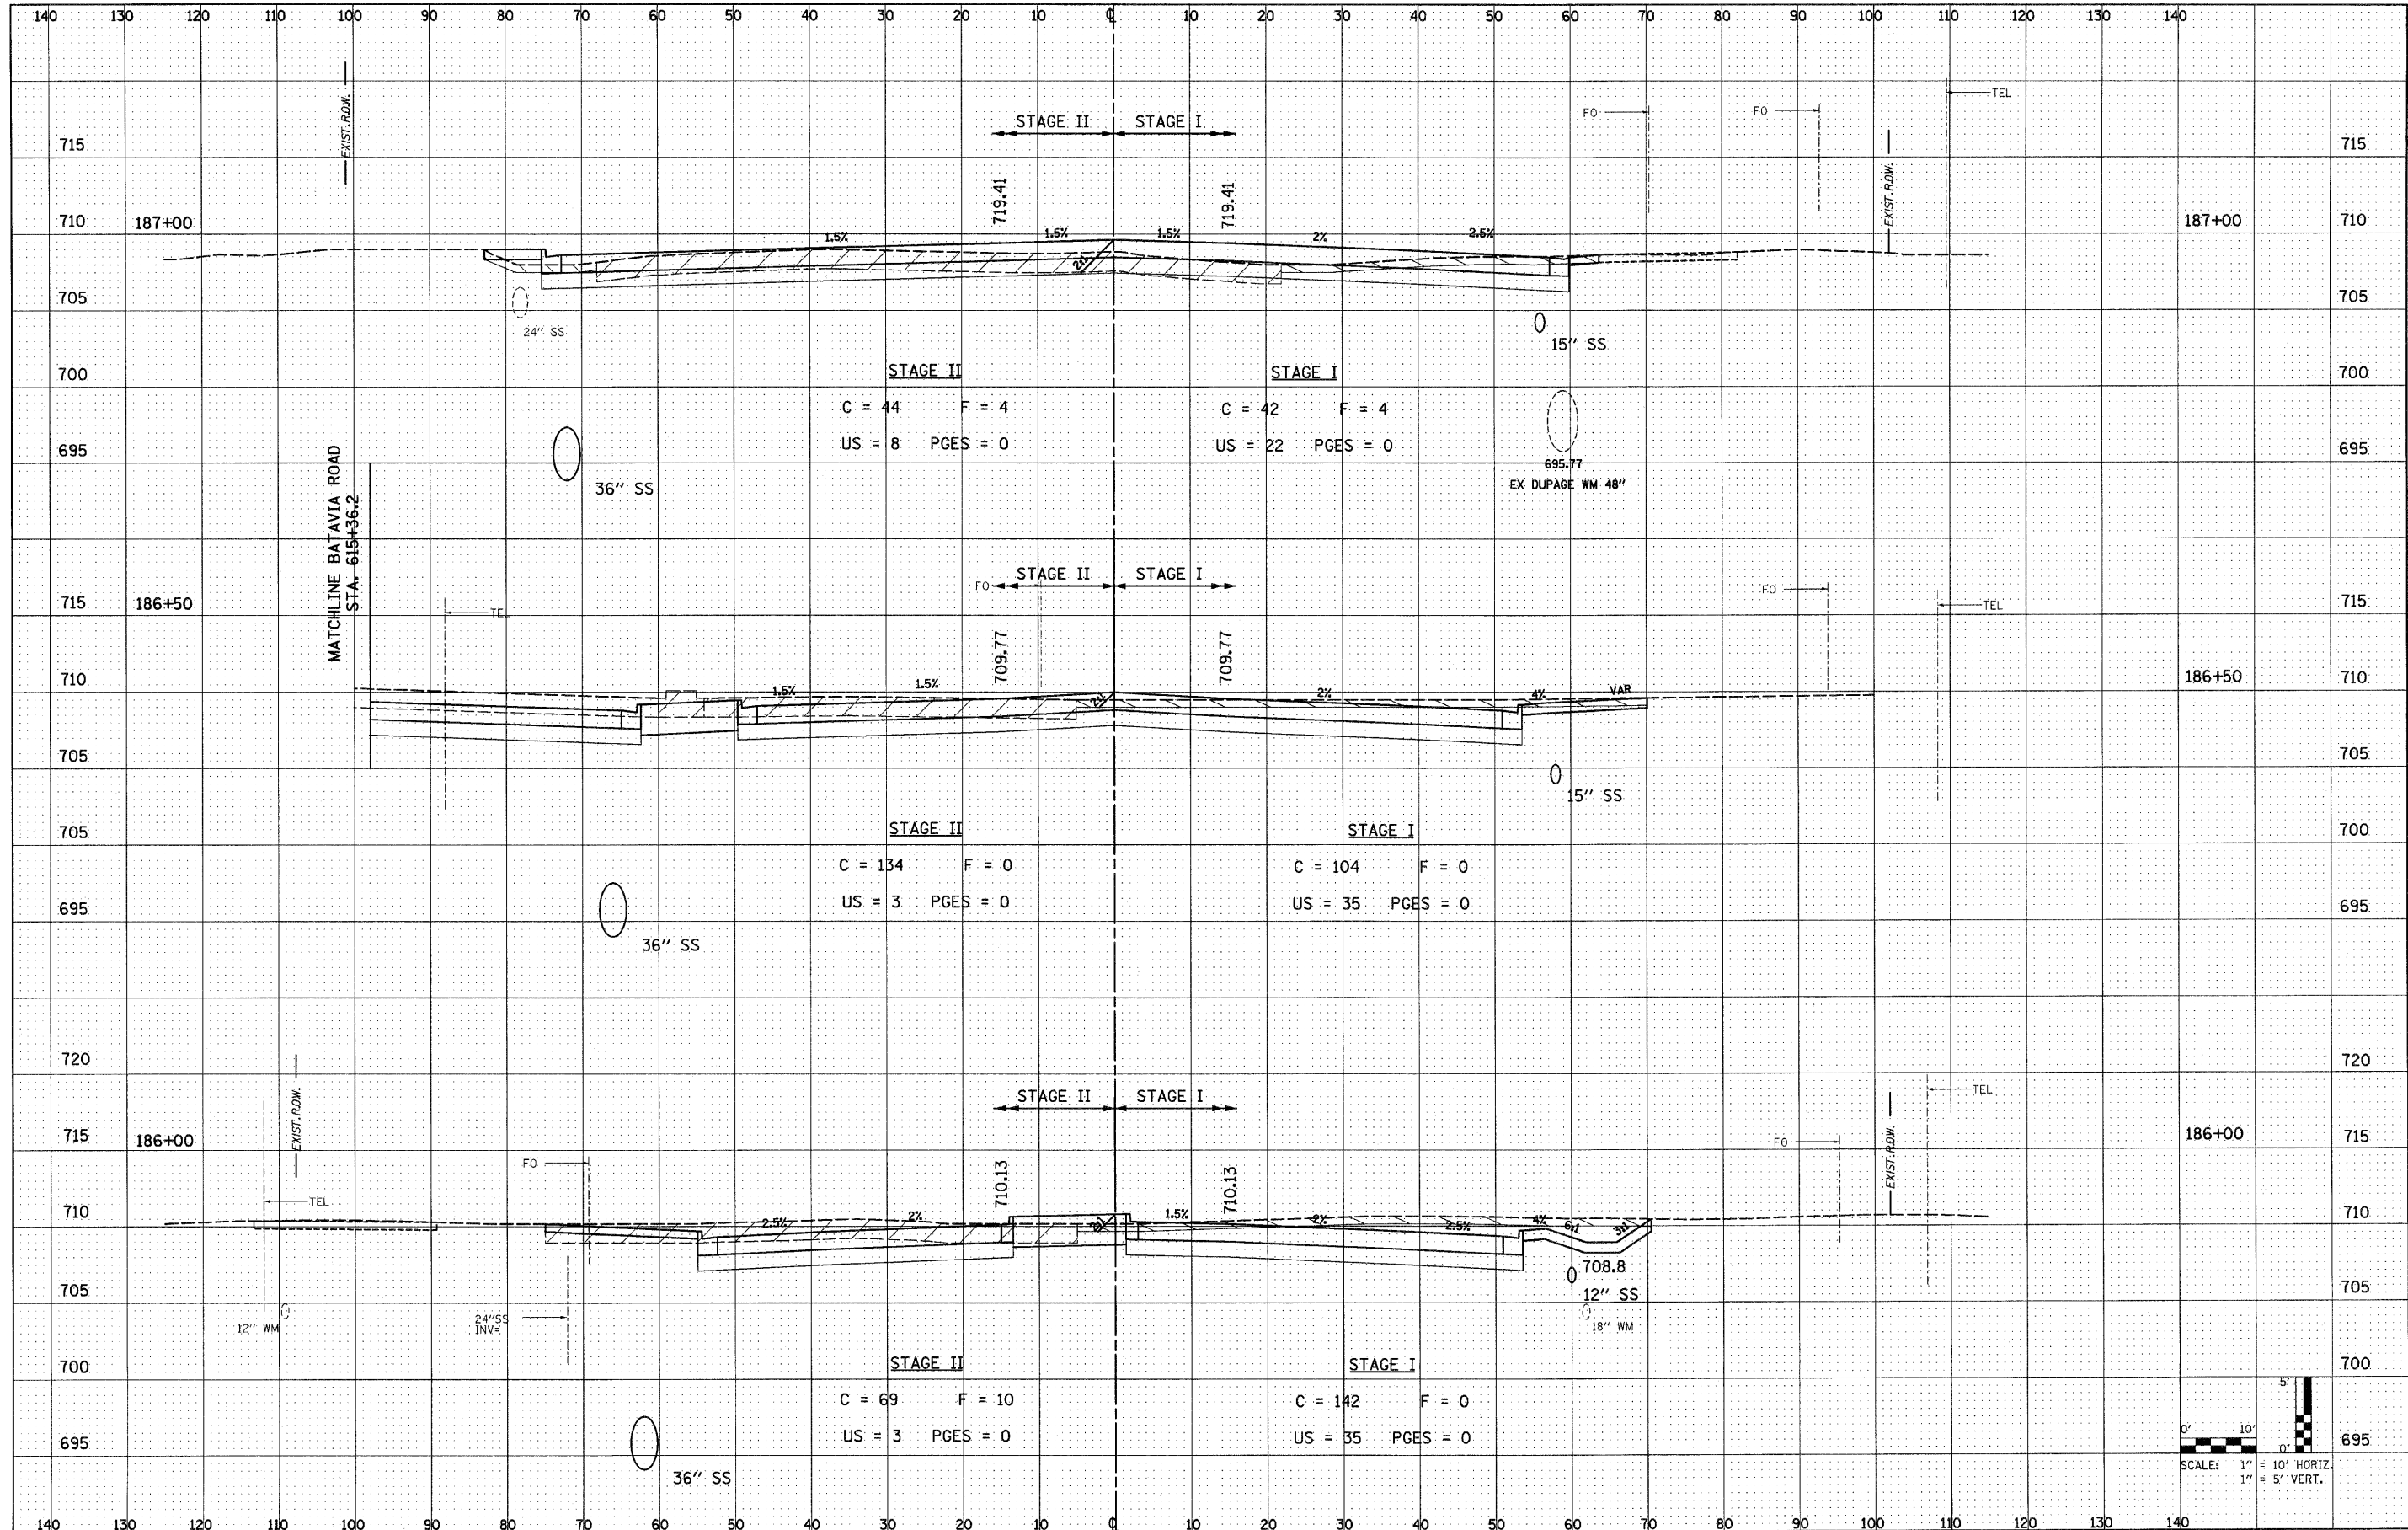 140 130 120 110 100 90 80 70 60 50 40 30 20 10 ℄ 10 20 30 40 50 60 70 80 90 100 110 120 130 140
EXIST. R.O.W.
FO
FO
TEL
STAGE II STAGE I
715 715
EXIST. R.O.W.
719.41 719.41
710 187+00 187+00 710
1.5% 1.5% 1.5% 2% 2.5%
2:1
705 705
24" SS
15" SS
700 STAGE II STAGE I 700
C = 44 F = 4 C = 42 F = 4
US = 8 PGES = 0 US = 22 PGES = 0
695 695
695.77
EX DUPAGE WM 48"
36" SS
MATCHLINE BATAVIA ROAD
STA. 615+36.2
FO STAGE II STAGE I
FO
715 186+50 715
TEL TEL
709.77 709.77
710 186+50 710
1.5% 1.5% 2:1 2% 4% VAR
705 705
15" SS
705 STAGE II STAGE I 700
C = 134 F = 0 C = 104 F = 0
US = 3 PGES = 0 US = 35 PGES = 0
695 695
36" SS
720 720
EXIST. R.O.W.
STAGE II STAGE I
TEL
715 186+00 186+00 715
FO
FO
EXIST. R.O.W.
710.13 710.13
TEL
710 710
2.5% 2% 2:1 1.5% 2% 2.5% 4% 6:1 3:1
708.8
705 705
12" SS
12" WM
24"SS
INV=
18" WM
700 STAGE II STAGE I 700
C = 69 F = 10 C = 142 F = 0
US = 3 PGES = 0 US = 35 PGES = 0
695 695
36" SS
5'
0' 10' 0'
SCALE: 1" = 10' HORIZ.
1" = 5' VERT.
140 130 120 110 100 90 80 70 60 50 40 30 20 10 ℄ 10 20 30 40 50 60 70 80 90 100 110 120 130 140